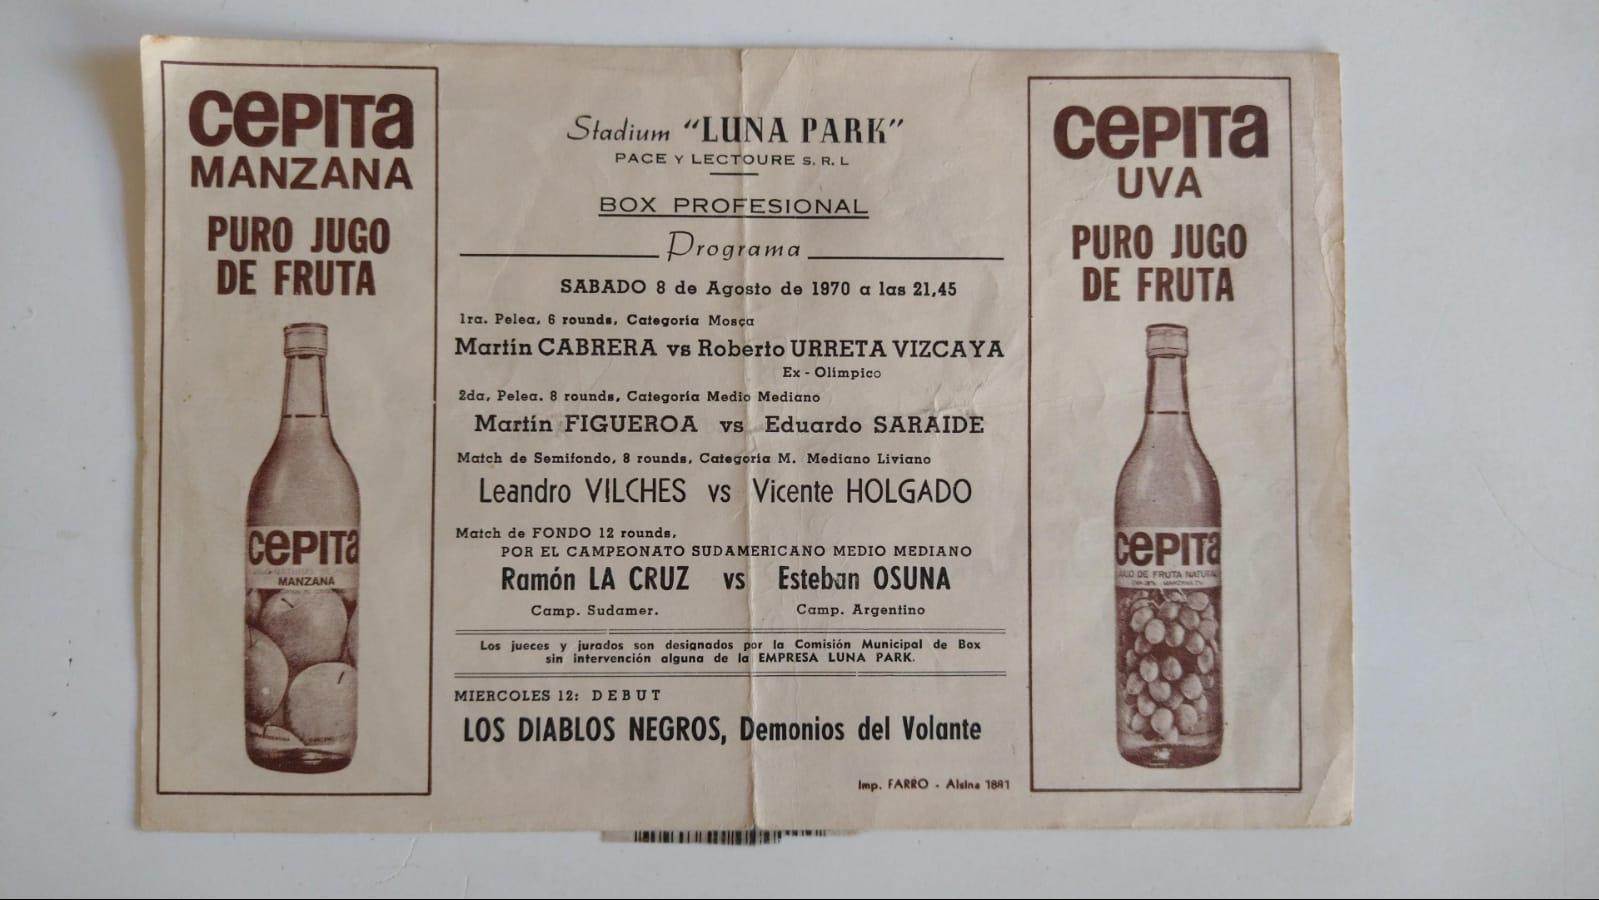 CEPITA
MANZANA
PURO JUGO
DE FRUTA
CEPITA
MANZANA
Stadium "LUNA PARK"
PACE Y LECTOURE S. R. L
BOX PROFESIONAL
Programa
SABADO 8 de Agosto de 1970 a las 21,45
1ra. Pelea, 6 rounds, Categoría Mosca
Martín CABRERA vs Roberto URRETA VIZCAYA
Ex - Olímpico
2da, Pelea. 8 rounds, Categoría Medio Mediano
Martín FIGUEROA vs Eduardo SARAIDE
Match de Semifondo, 8 rounds, Categoría M. Mediano Liviano
Leandro VILCHES vs Vicente HOLGADO
Match de FONDO 12 rounds,
POR EL CAMPEONATO SUDAMERICANO MEDIO MEDIANO
Ramón LA CRUZ vs Esteban OSUNA
Camp. Sudamer. Camp. Argentino
Los jueces y jurados son designados por la Comisión Municipal de Box
sin intervención alguna de la EMPRESA LUNA PARK.
MIERCOLES 12: DEBUT
LOS DIABLOS NEGROS, Demonios del Volante
Imp. FARRO - Alsina 1881
CEPITA
UVA
PURO JUGO
DE FRUTA
CEPITA
JUGO DE FRUTA NATURAL